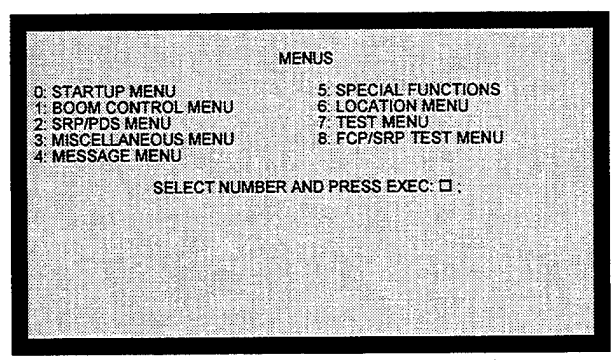 MENUS
0: STARTUP MENU
1: BOOM CONTROL MENU
2: SRP/PDS MENU
3: MISCELLANEOUS MENU
4: MESSAGE MENU
5: SPECIAL FUNCTIONS
6: LOCATION MENU
7: TEST MENU
8: FCP/SRP TEST MENU
SELECT NUMBER AND PRESS EXEC: □ ;